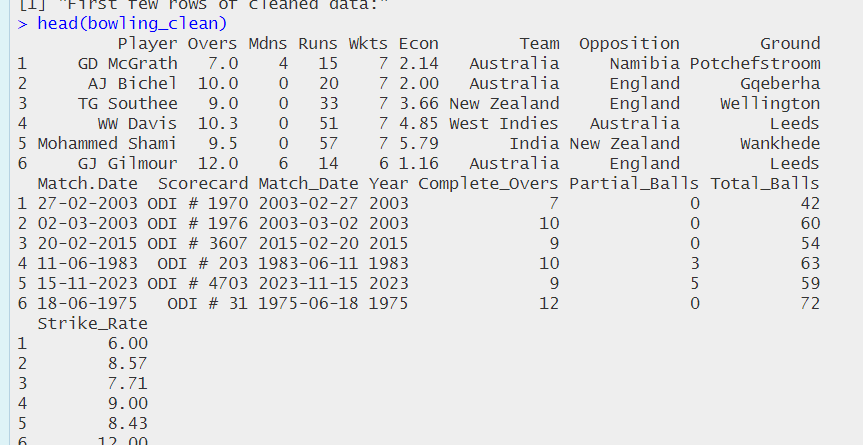 [1] "First few rows of cleaned data:"
> head(bowling_clean)
Player Overs Mdns Runs Wkts Econ Team Opposition Ground
1 GD McGrath 7.0 4 15 7 2.14 Australia Namibia Potchefstroom
2 AJ Bichel 10.0 0 20 7 2.00 Australia England Gqeberha
3 TG Southee 9.0 0 33 7 3.66 New Zealand England Wellington
4 WW Davis 10.3 0 51 7 4.85 West Indies Australia Leeds
5 Mohammed Shami 9.5 0 57 7 5.79 India New Zealand Wankhede
6 GJ Gilmour 12.0 6 14 6 1.16 Australia England Leeds
Match.Date Scorecard Match_Date Year Complete_Overs Partial_Balls Total_Balls
1 27-02-2003 ODI # 1970 2003-02-27 2003 7 0 42
2 02-03-2003 ODI # 1976 2003-03-02 2003 10 0 60
3 20-02-2015 ODI # 3607 2015-02-20 2015 9 0 54
4 11-06-1983 ODI # 203 1983-06-11 1983 10 3 63
5 15-11-2023 ODI # 4703 2023-11-15 2023 9 5 59
6 18-06-1975 ODI # 31 1975-06-18 1975 12 0 72
Strike_Rate
1 6.00
2 8.57
3 7.71
4 9.00
5 8.43
6 12.00